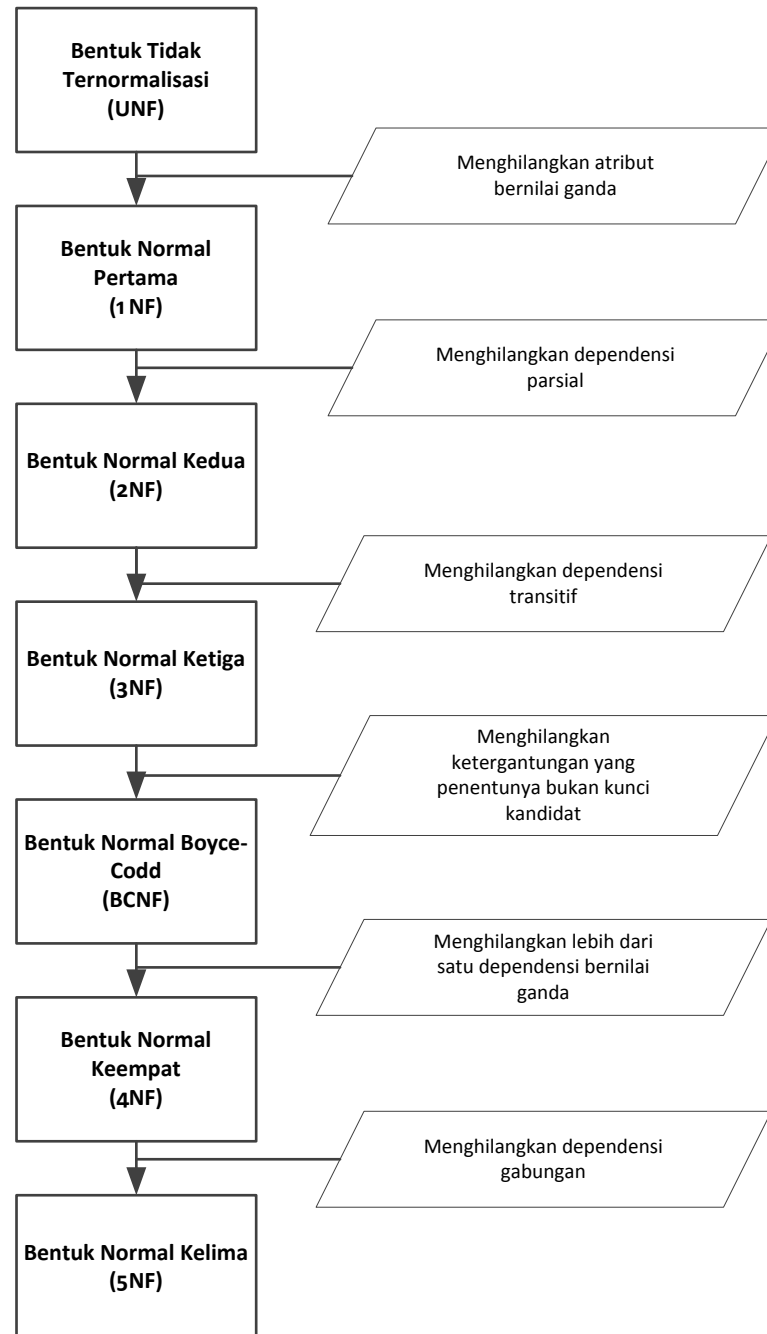 Bentuk Tidak
Ternormalisasi
(UNF)
Menghilangkan atribut
bernilai ganda
Bentuk Normal
Pertama
(1NF)
Menghilangkan dependensi
parsial
Bentuk Normal Kedua
(2NF)
Menghilangkan dependensi
transitif
Bentuk Normal Ketiga
(3NF)
Menghilangkan
ketergantungan yang
penentunya bukan kunci
kandidat
Bentuk Normal Boyce-
Codd
(BCNF)
Menghilangkan lebih dari
satu dependensi bernilai
ganda
Bentuk Normal
Keempat
(4NF)
Menghilangkan dependensi
gabungan
Bentuk Normal Kelima
(5NF)